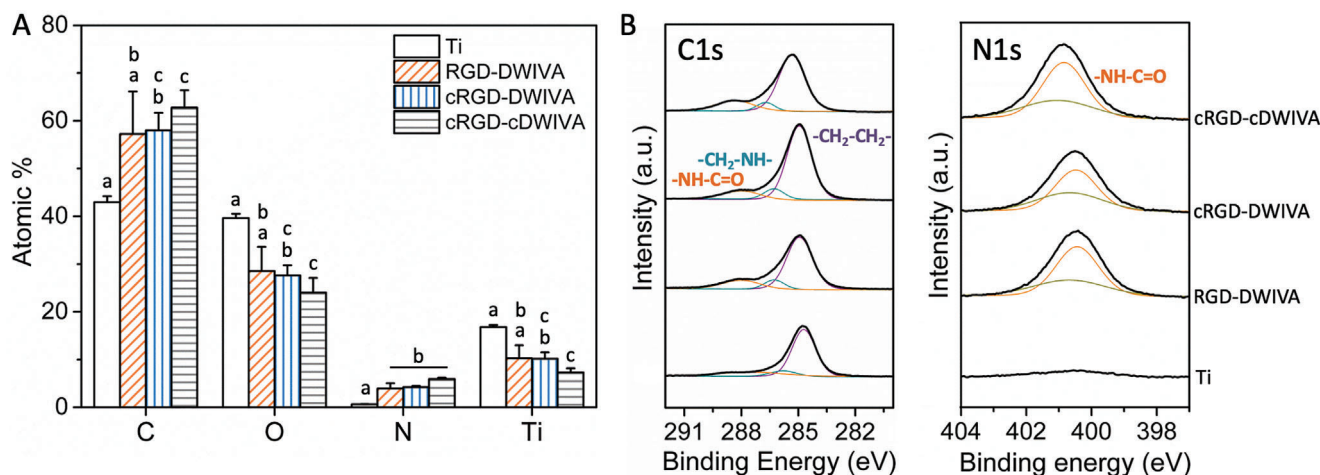 A
80
60
40
20
0
Atomic %
Ti
RGD-DWIVA
cRGD-DWIVA
cRGD-cDWIVA
a
b
a
c
b
c
a
b
a
c
b
c
a
b
a
b
a
c
b
c
C
O
N
Ti
B
C1s
Intensity (a.u.)
-CH₂-CH₂-
-CH₂-NH-
-NH-C=O
291
288
285
282
Binding Energy (eV)
N1s
Intensity (a.u.)
-NH-C=O
cRGD-cDWIVA
cRGD-DWIVA
RGD-DWIVA
Ti
404
402
400
398
Binding energy (eV)